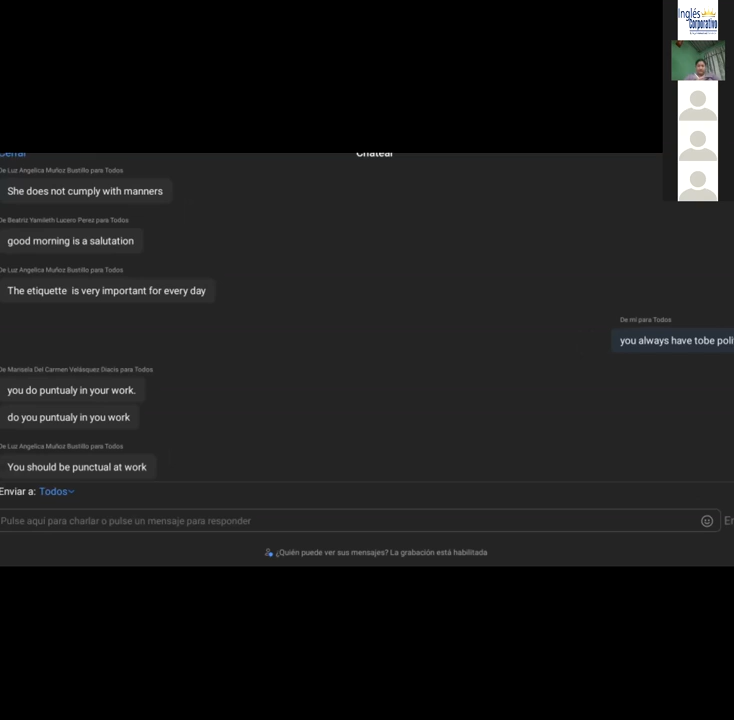 Inglés
Corporativo
Cerrar
Chatear
De Luz Angelica Muñoz Bustillo para Todos
She does not cumply with manners
De Beatriz Yamileth Lucero Perez para Todos
good morning is a salutation
De Luz Angelica Muñoz Bustillo para Todos
The etiquette is very important for every day
De mi para Todos
you always have tobe poli
De Marisela Del Carmen Velásquez Diacis para Todos
you do puntualy in your work.
do you puntualy in you work
De Luz Angelica Muñoz Bustillo para Todos
You should be punctual at work
Enviar a: Todos
Pulse aquí para charlar o pulse un mensaje para responder
En
¿Quién puede ver sus mensajes? La grabación está habilitada